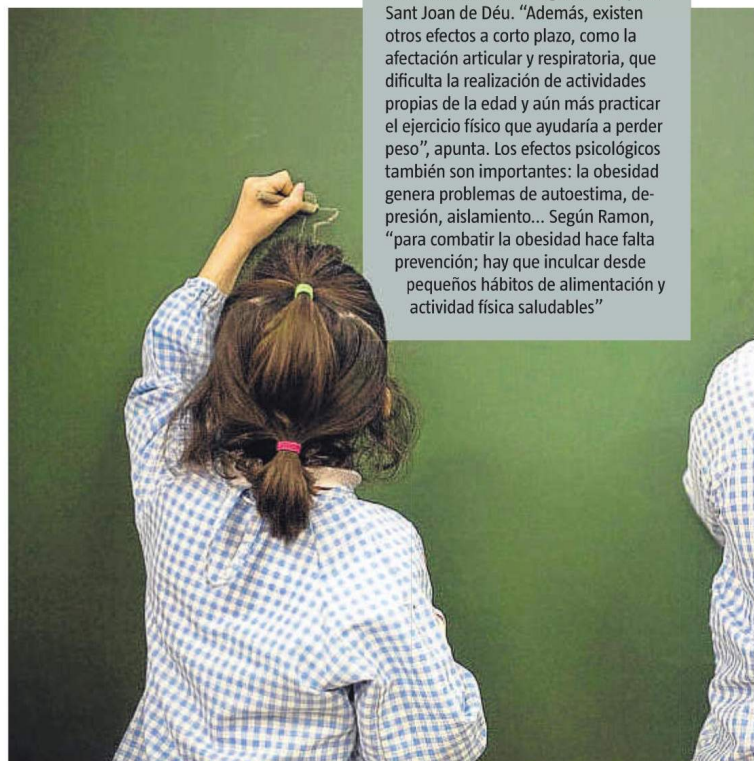 Sant Joan de Déu. “Además, existen
otros efectos a corto plazo, como la
afectación articular y respiratoria, que
dificulta la realización de actividades
propias de la edad y aún más practicar
el ejercicio físico que ayudaría a perder
peso”, apunta. Los efectos psicológicos
también son importantes: la obesidad
genera problemas de autoestima, de-
presión, aislamiento... Según Ramon,
“para combatir la obesidad hace falta
prevención; hay que inculcar desde
pequeños hábitos de alimentación y
actividad física saludables”